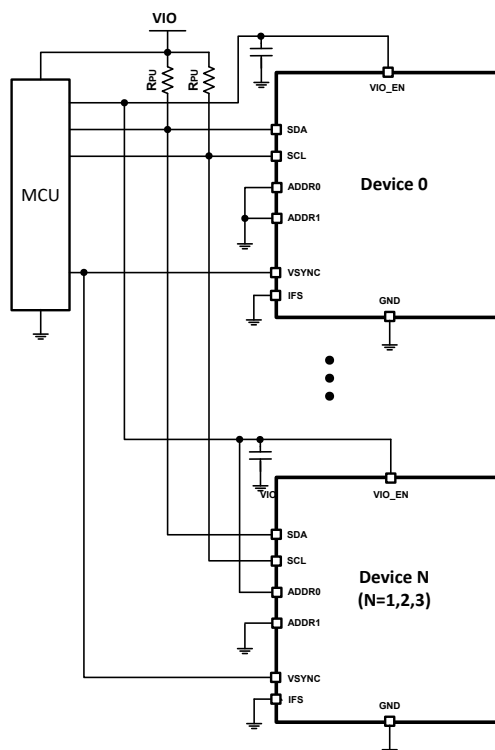 VIO
RPU
RPU
VIO_EN
SDA
SCL
ADDR0
Device 0
MCU
ADDR1
VSYNC
IFS
GND
VIO
VIO_EN
SDA
SCL
Device N
ADDR0
(N=1,2,3)
ADDR1
VSYNC
GND
IFS